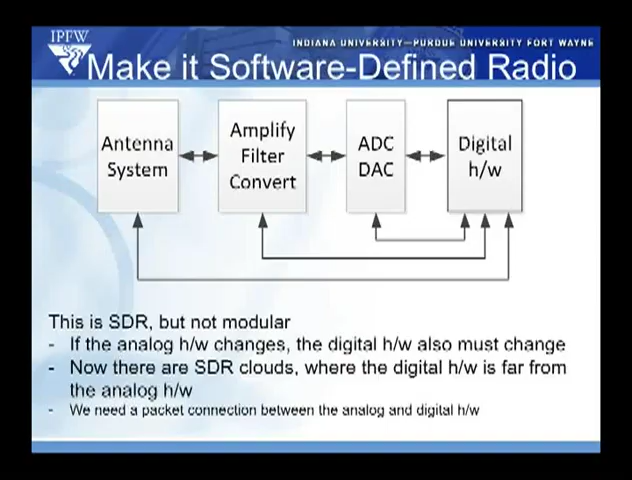 IPFW
INDIANA UNIVERSITY—PURDUE UNIVERSITY FORT WAYNE
Make it Software-Defined Radio
Antenna
System
Amplify
Filter
Convert
ADC
DAC
Digital
h/w
This is SDR, but not modular
- If the analog h/w changes, the digital h/w also must change
- Now there are SDR clouds, where the digital h/w is far from
the analog h/w
- We need a packet connection between the analog and digital h/w